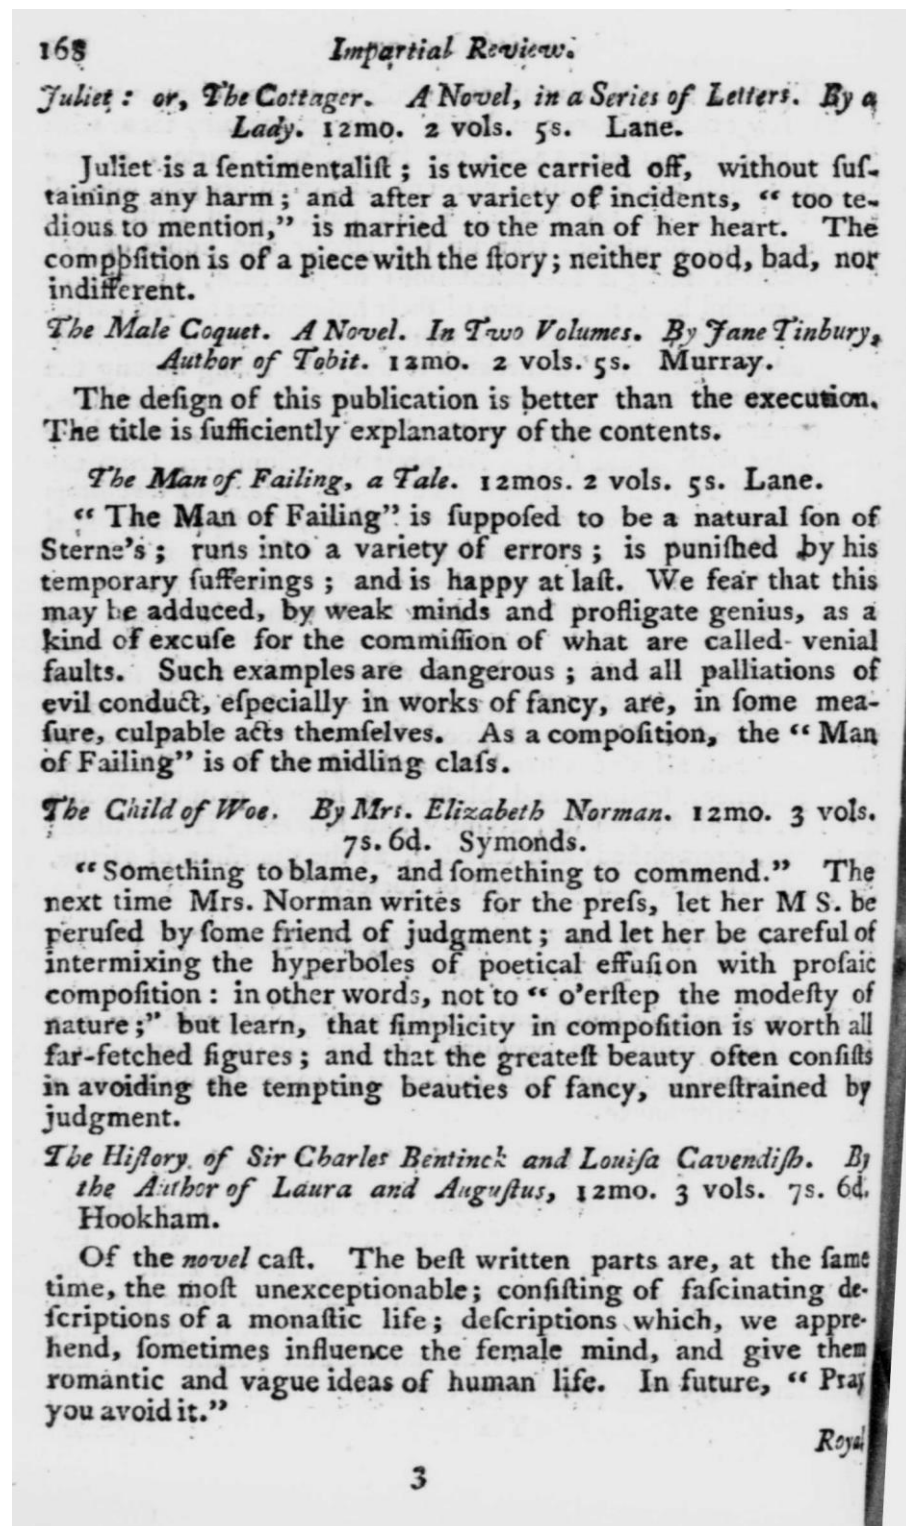 168 Impartial Review.
Juliet : or, The Cottager. A Novel, in a Series of Letters. By a
Lady. 12mo. 2 vols. 5s. Lane.
Juliet is a ſentimentaliſt ; is twice carried off, without ſuſ-
taining any harm ; and after a variety of incidents, “ too te-
dious to mention,” is married to the man of her heart. The
compoſition is of a piece with the ſtory; neither good, bad, nor
indifferent.
The Male Coquet. A Novel. In Two Volumes. By Jane Tinbury,
Author of Tobit. 12mo. 2 vols. 5s. Murray.
The deſign of this publication is better than the execution.
The title is ſufficiently explanatory of the contents.
The Man of Failing, a Tale. 12mos. 2 vols. 5s. Lane.
“ The Man of Failing” is ſuppoſed to be a natural ſon of
Sterne's ; runs into a variety of errors ; is puniſhed by his
temporary ſufferings ; and is happy at laſt. We fear that this
may be adduced, by weak minds and profligate genius, as a
kind of excuſe for the commiſſion of what are called venial
faults. Such examples are dangerous ; and all palliations of
evil conduct, eſpecially in works of fancy, are, in ſome mea-
ſure, culpable acts themſelves. As a compoſition, the “ Man
of Failing” is of the midling claſs.
The Child of Woe. By Mrs. Elizabeth Norman. 12mo. 3 vols.
7s. 6d. Symonds.
“ Something to blame, and ſomething to commend.” The
next time Mrs. Norman writes for the preſs, let her M S. be
peruſed by ſome friend of judgment ; and let her be careful of
intermixing the hyperboles of poetical effuſion with proſaic
compoſition : in other words, not to “ o'erſtep the modeſty of
nature ;” but learn, that ſimplicity in compoſition is worth all
far-fetched figures ; and that the greateſt beauty often conſiſts
in avoiding the tempting beauties of fancy, unreſtrained by
judgment.
The Hiſtory of Sir Charles Bentinck and Louiſa Cavendiſh. By
the Author of Laura and Auguſtus, 12mo. 3 vols. 7s. 6d.
Hookham.
Of the novel caſt. The beſt written parts are, at the ſame
time, the moſt unexceptionable ; conſiſting of faſcinating de-
ſcriptions of a monaſtic life ; deſcriptions which, we appre-
hend, ſometimes influence the female mind, and give them
romantic and vague ideas of human life. In future, “ Pray
you avoid it.”
Royal
3